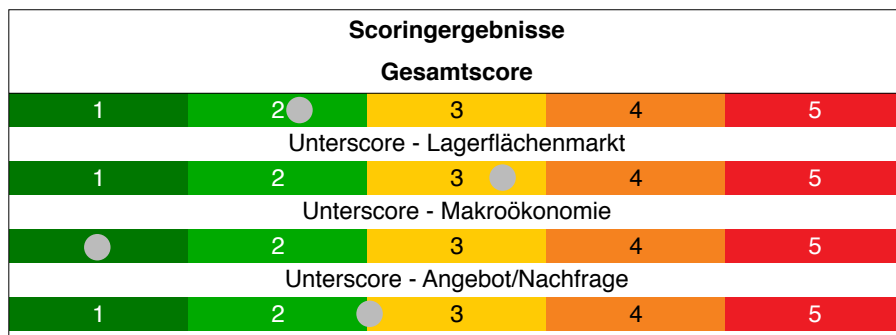 Scoringergebnisse
Gesamtscore
1 2 3 4 5
Unterscore - Lagerflächenmarkt
1 2 3 4 5
Unterscore - Makroökonomie
2 3 4 5
Unterscore - Angebot/Nachfrage
1 2 3 4 5